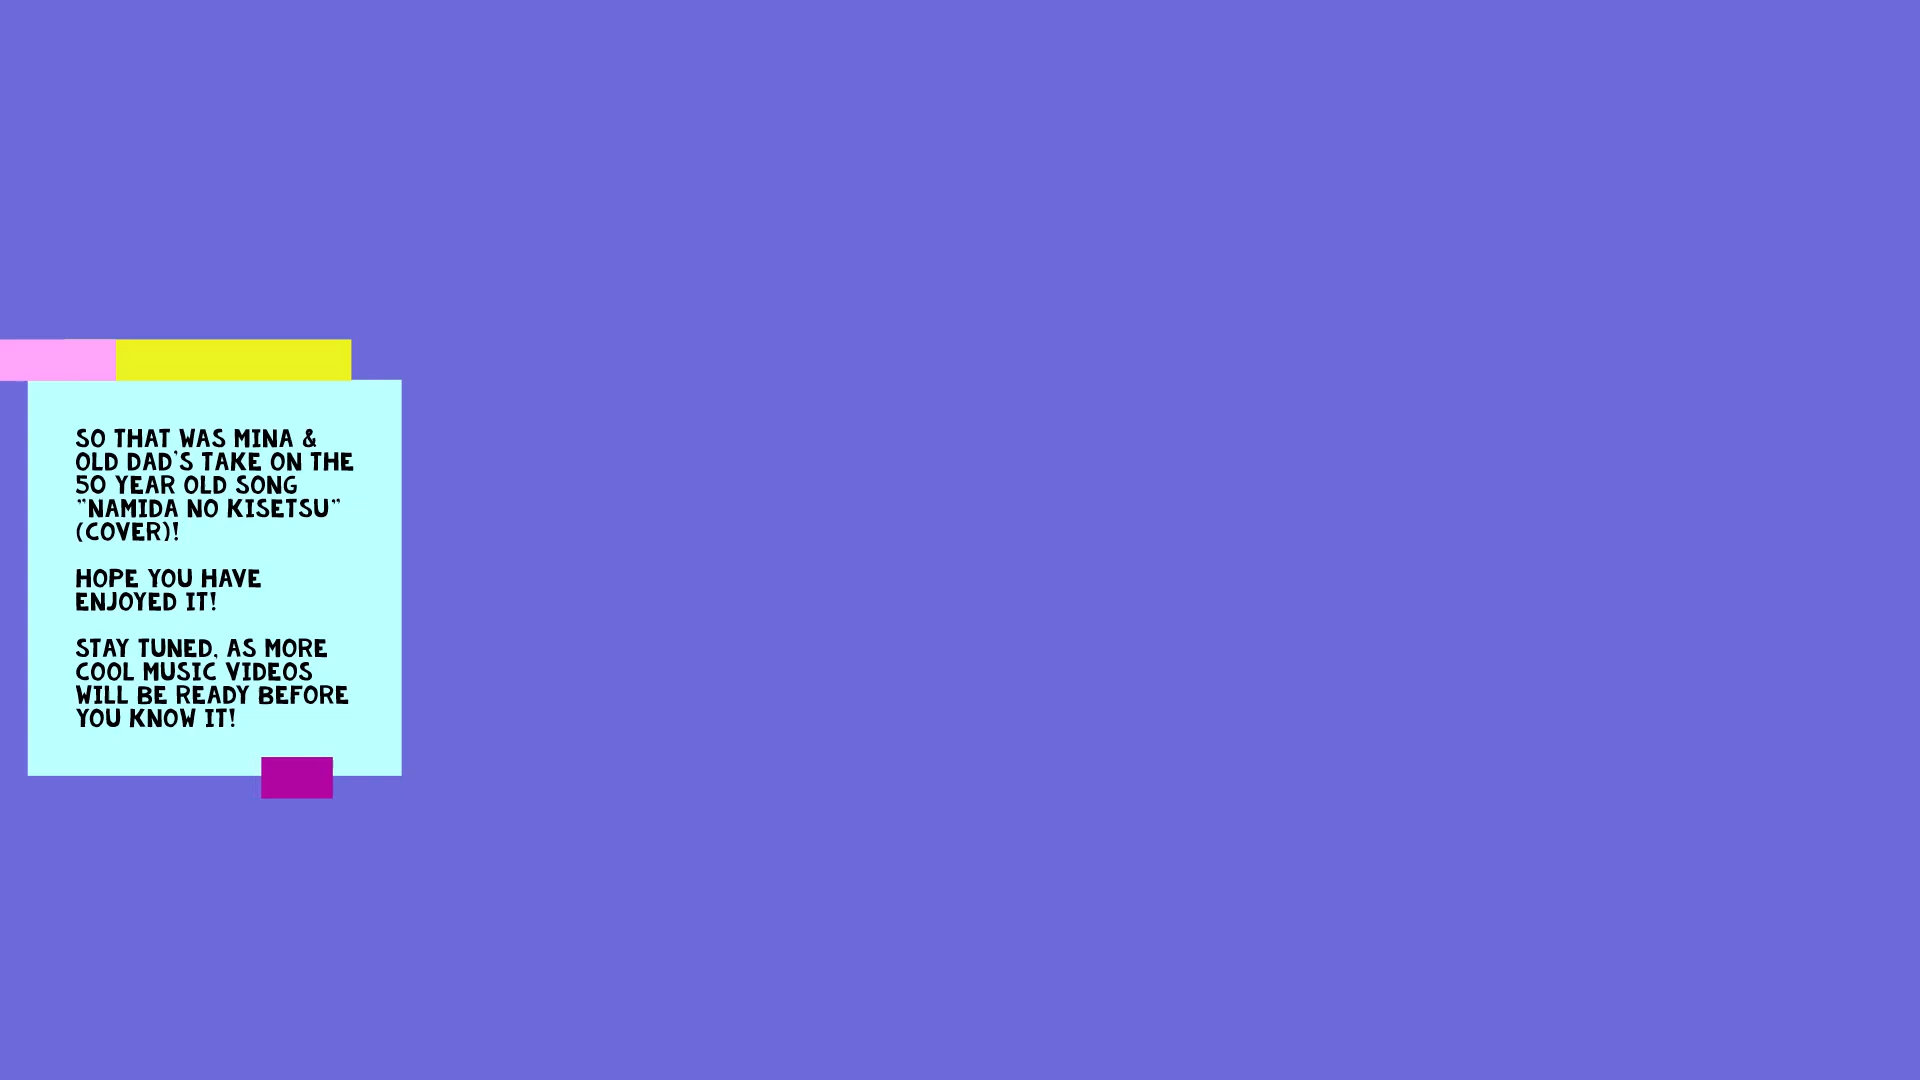 SO THAT WAS MINA &
OLD DAD'S TAKE ON THE
50 YEAR OLD SONG
"NAMIDA NO KISETSU"
(COVER)!
HOPE YOU HAVE
ENJOYED IT!
STAY TUNED, AS MORE
COOL MUSIC VIDEOS
WILL BE READY BEFORE
YOU KNOW IT!